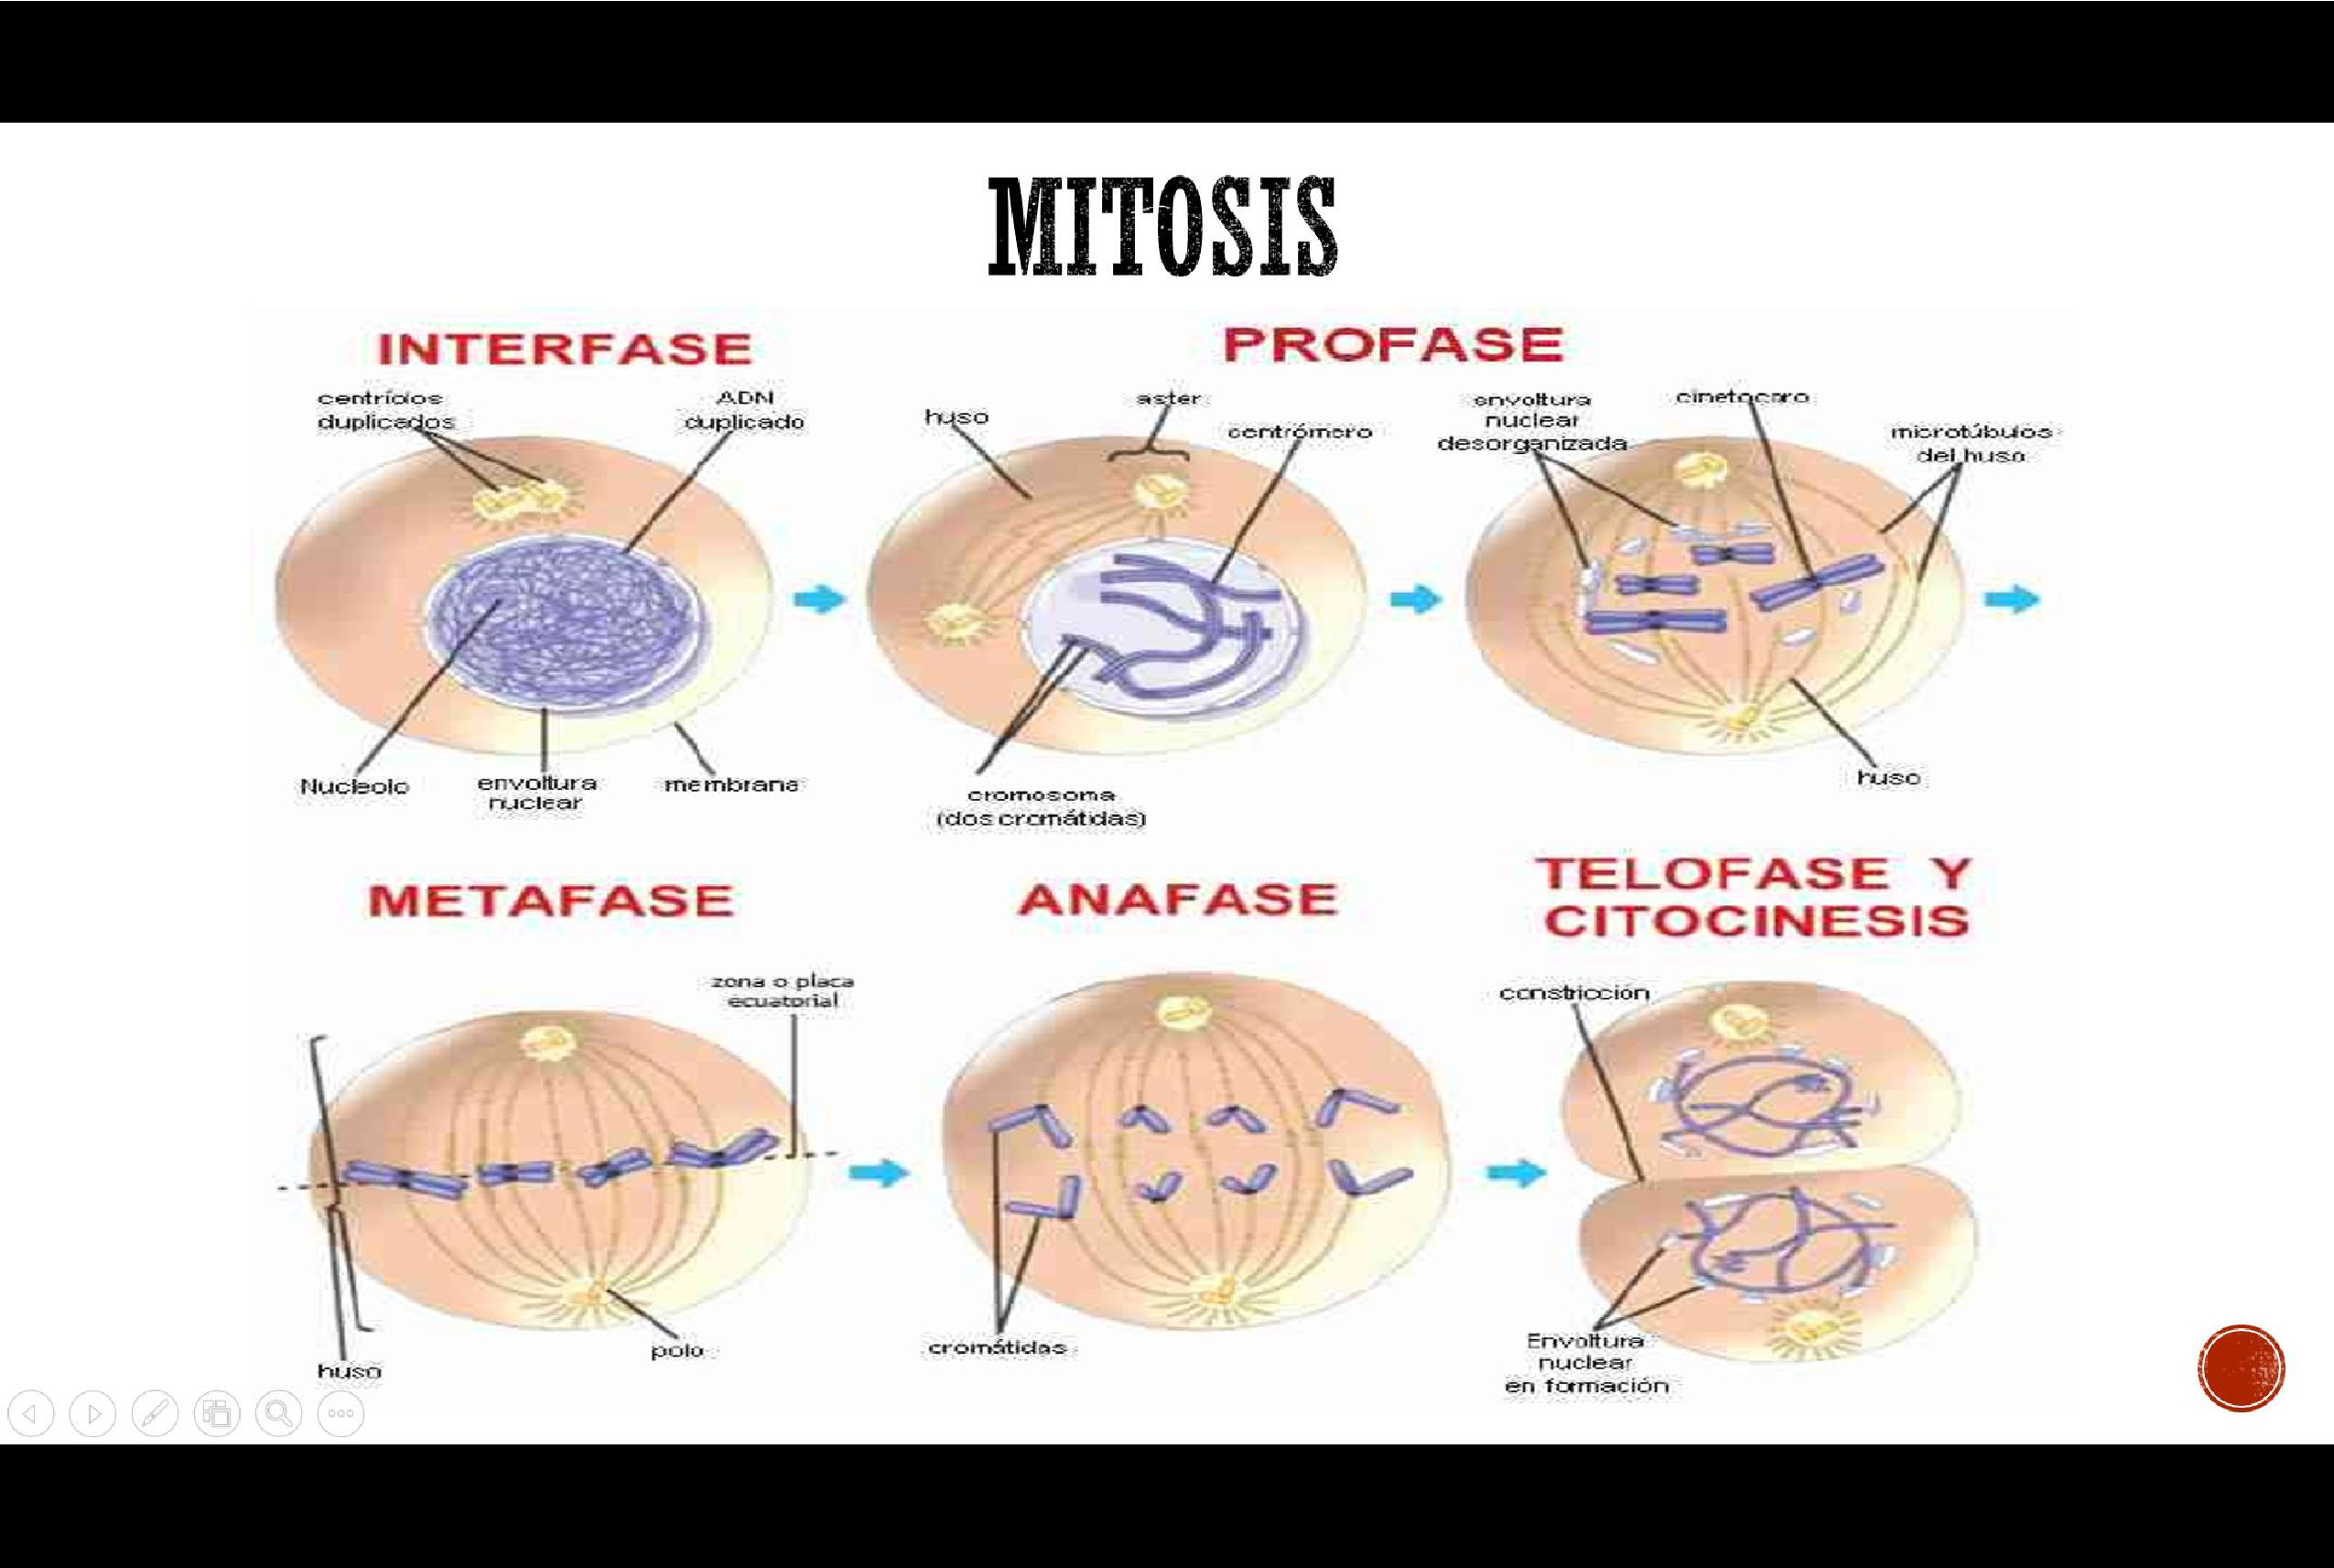 MITOSIS
INTERFASE
PROFASE
centríolos
duplicados
ADN
duplicado
huso
aster
centrómero
envoltura
nuclear
desorganizada
cinetocoro
microtúbulos
del huso
Nucleolo
envoltura
nuclear
membrana
cromosoma
(dos cromátidas)
huso
METAFASE
ANAFASE
TELOFASE Y
CITOCINESIS
zona o placa
ecuatorial
constricción
huso
polo
cromátidas
Envoltura
nuclear
en formación